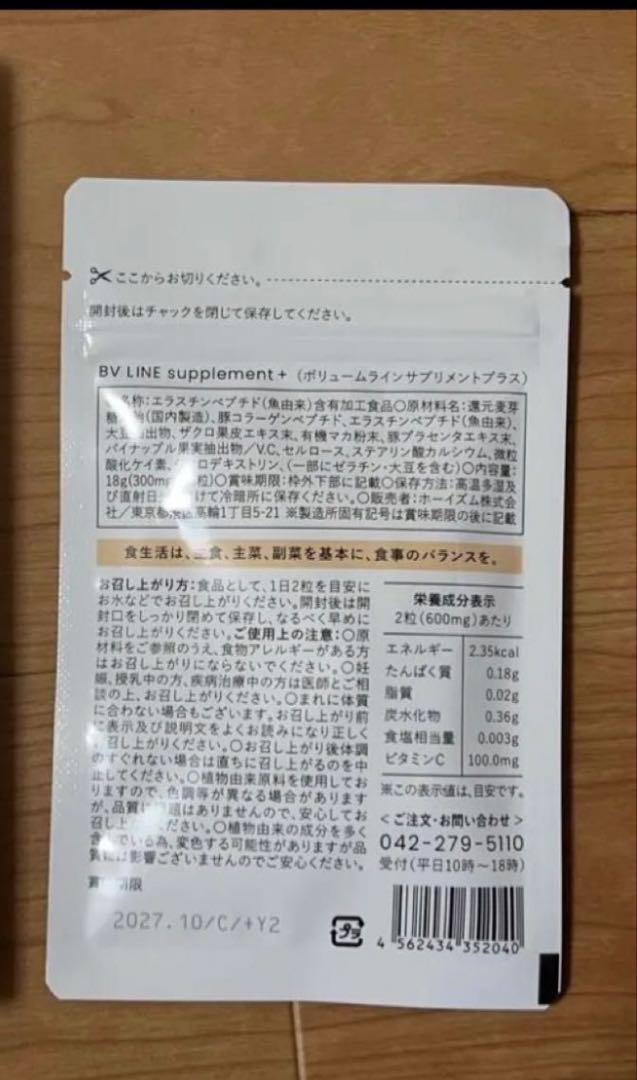 ここからお切りください。
開封後はチャックを閉じて保存してください。
BV LINE supplement+ (ボリュームラインサプリメントプラス)
名称:エラスチンペプチド(魚由来)含有加工食品〇原材料名:還元麦芽
糖 (国内製造)、豚コラーゲンペプチド、エラスチンペプチド(魚由来)、
大豆 出物、ザクロ果皮エキス末、有機マカ粉末、豚プラセンタエキス末、
パイナップル果実抽出物/V.C、セルロース、ステアリン酸カルシウム、微粒
酸化ケイ素、 ロデキストリン、(一部にゼラチン・大豆を含む)〇内容量:
18g(300mg 粒)〇賞味期限:枠外下部に記載〇保存方法:高温多湿及
び直射日 けて冷暗所に保存ください。〇販売者:ホーイズム株式会
社/東京都港区高輪1丁目5-21 ※製造所固有記号は賞味期限の後に記載
食生活は、主食、主菜、副菜を基本に、食事のバランスを。
お召し上がり方:食品として、1日2粒を目安に
お水などでお召し上がりください。開封後は開
封口をしっかり閉めて保存し、なるべく早めに
お召し上がりください。ご使用上の注意:〇原
材料をご参照のうえ、食物アレルギーがある方
はお召し上がりにならないでください。〇妊
娠、授乳中の方、疾病治療中の方は医師とご相
談の上、お召し上がりください。〇まれに体質
に合わない場合もございます。お召し上がり前
に表示及び説明文をよくお読みになり正しく
お召し上がりください。〇お召し上がり後体調
のすぐれない場合は直ちに召し上がるのを中
止してください。〇植物由来原料を使用してお
りますので、色調等が異なる場合があります
が、品質に問題はありませんので、安心してお
召し上 ください。〇植物由来の成分を多く
含んでいる為、変色する可能性がありますが品
質には影響ございませんのでご安心ください。
賞味期限
2027.10/C/+Y2
栄養成分表示
2粒(600mg)あたり
エネルギー 2.35kcal
たんぱく質 0.18g
脂質 0.02g
炭水化物 0.36g
食塩相当量 0.003g
ビタミンC 100.0mg
※この表示値は、目安です。
<ご注文・お問い合わせ>
042-279-5110
受付(平日10時~18時)
プラ
4 562434 352040